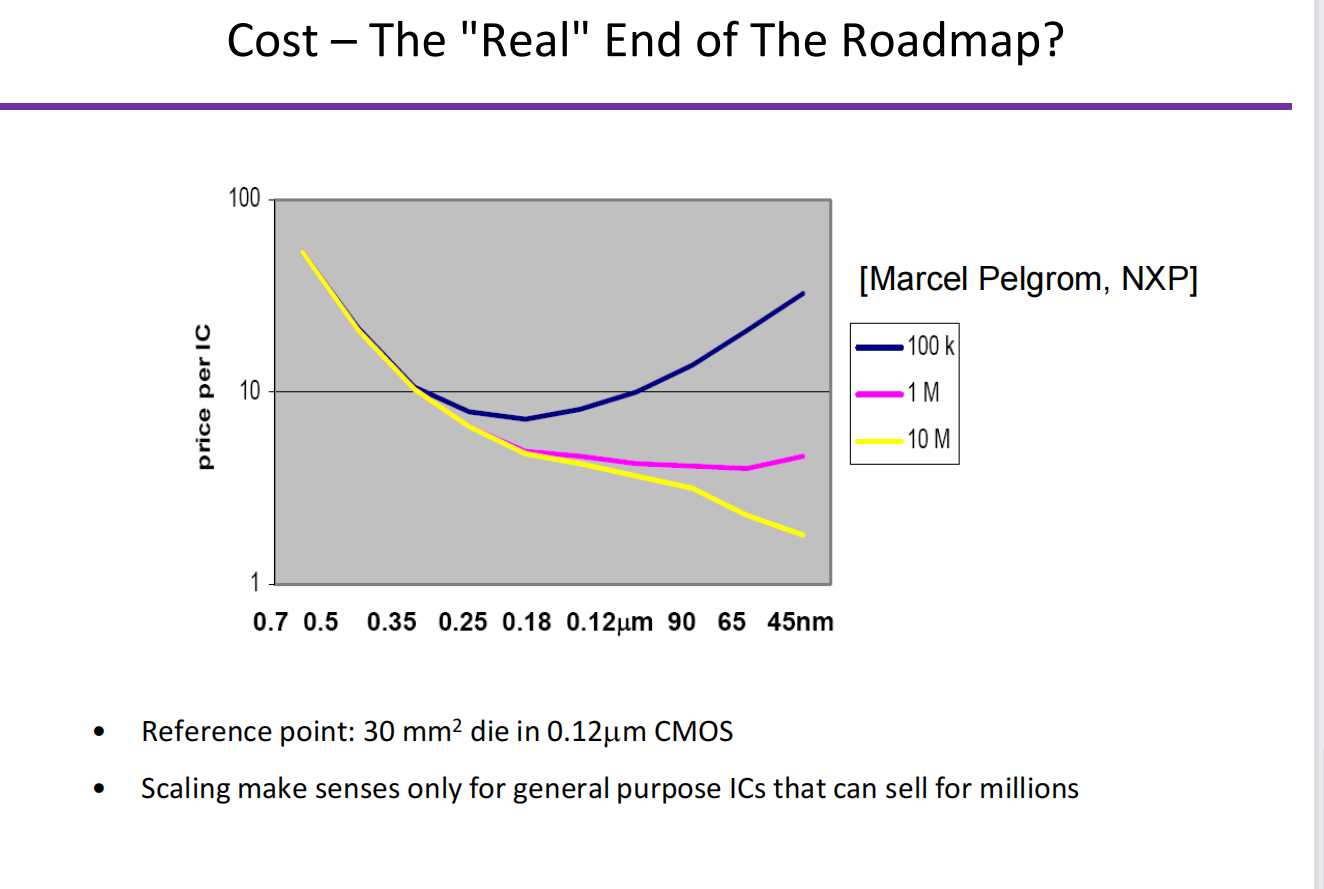 Cost – The "Real" End of The Roadmap?
100
10
1
price per IC
0.7 0.5 0.35 0.25 0.18 0.12μm 90 65 45nm
[Marcel Pelgrom, NXP]
100 k
1 M
10 M
• Reference point: 30 mm² die in 0.12μm CMOS
• Scaling make senses only for general purpose ICs that can sell for millions